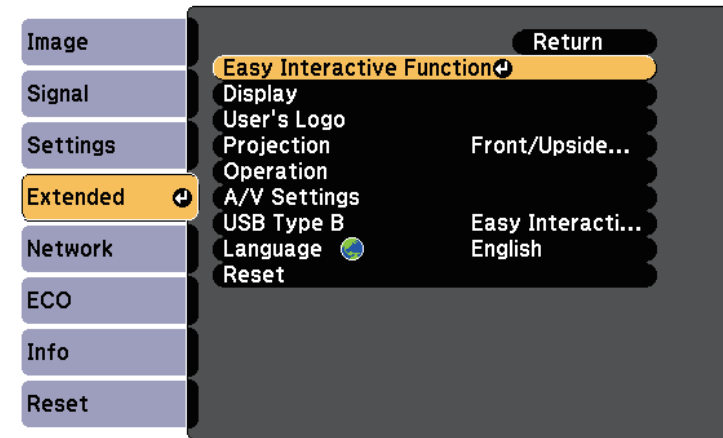 Image
Signal
Settings
Extended
Network
ECO
Info
Reset
Return
Easy Interactive Function
Display
User's Logo
Projection Front/Upside...
Operation
A/V Settings
USB Type B Easy Interacti...
Language English
Reset